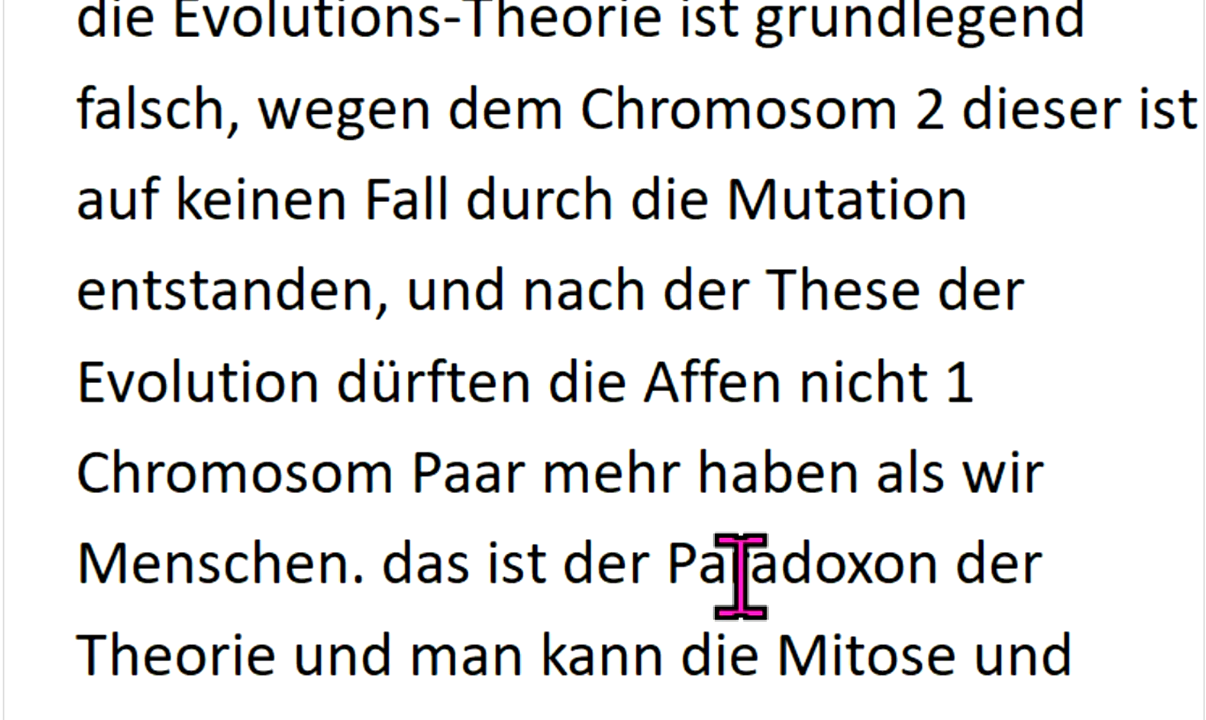 die Evolutions-Theorie ist grundlegend
falsch, wegen dem Chromosom 2 dieser ist
auf keinen Fall durch die Mutation
entstanden, und nach der These der
Evolution dürften die Affen nicht 1
Chromosom Paar mehr haben als wir
Menschen. das ist der Paradoxon der
Theorie und man kann die Mitose und